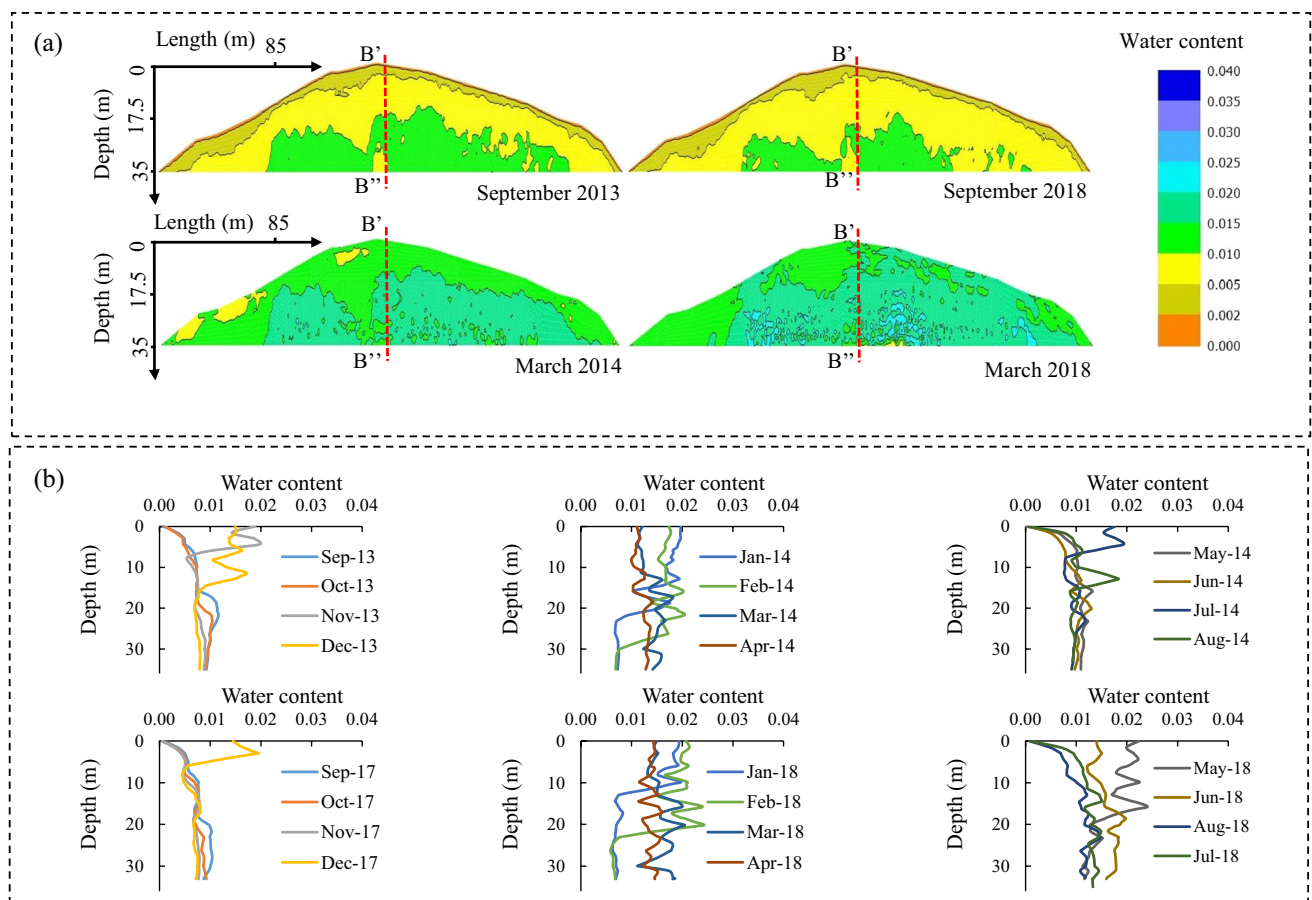 (a)
Length (m) 85
B’
B’
Water content
0
17.5
35
Depth (m)
B’’
September 2013
B’’
September 2018
Length (m) 85
B’
B’
0
17.5
35
Depth (m)
B’’
March 2014
B’’
March 2018
0.040
0.035
0.030
0.025
0.020
0.015
0.010
0.005
0.002
0.000
(b)
Water content
0.00 0.01 0.02 0.03 0.04
0
10
20
30
Depth (m)
Sep-13
Oct-13
Nov-13
Dec-13
Water content
0.00 0.01 0.02 0.03 0.04
0
10
20
30
Depth (m)
Jan-14
Feb-14
Mar-14
Apr-14
Water content
0.00 0.01 0.02 0.03 0.04
0
10
20
30
Depth (m)
May-14
Jun-14
Jul-14
Aug-14
Water content
0.00 0.01 0.02 0.03 0.04
0
10
20
30
Depth (m)
Sep-17
Oct-17
Nov-17
Dec-17
Water content
0.00 0.01 0.02 0.03 0.04
0
10
20
30
Depth (m)
Jan-18
Feb-18
Mar-18
Apr-18
Water content
0.00 0.01 0.02 0.03 0.04
0
10
20
30
Depth (m)
May-18
Jun-18
Aug-18
Jul-18